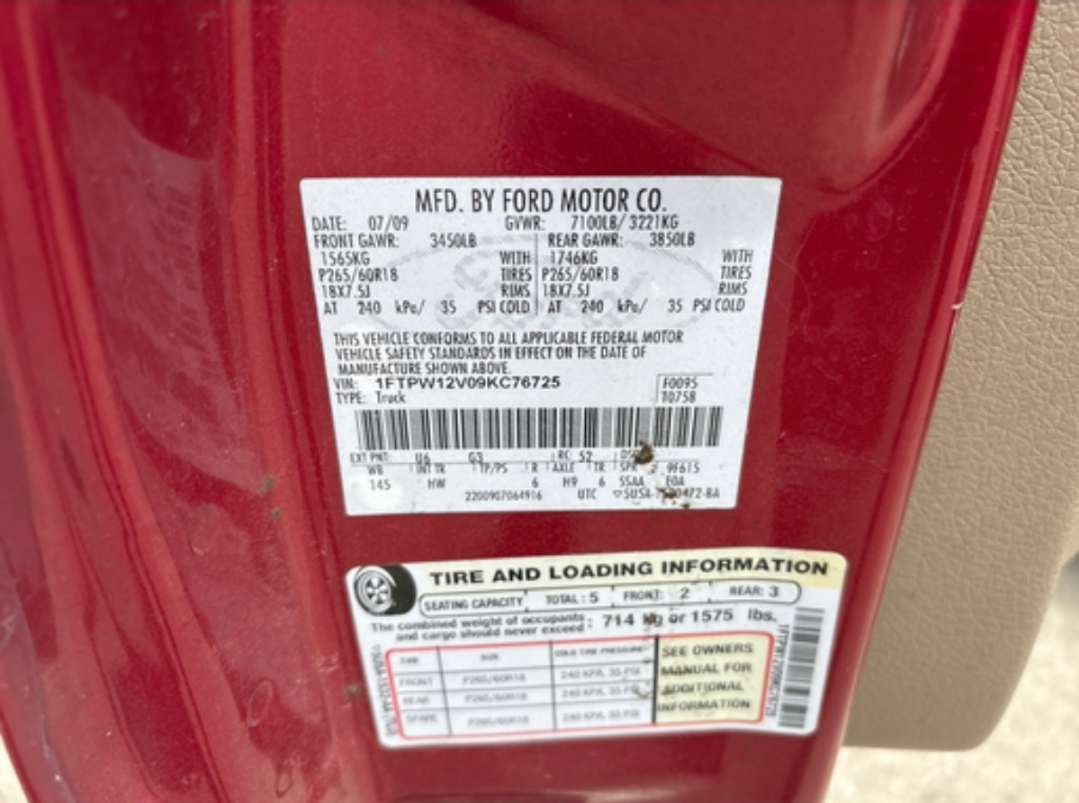 MFD. BY FORD MOTOR CO.
DATE: 07/09 GVWR: 7100LB/ 3221KG
FRONT GAWR: 3450LB REAR GAWR: 3850LB
1565KG WITH 1746KG WITH
P265/60R18 TIRES P265/60R18 TIRES
18X7.5J RIMS 18X7.5J RIMS
AT 240 kPa/ 35 PSI COLD AT 240 kPa/ 35 PSI COLD
THIS VEHICLE CONFORMS TO ALL APPLICABLE FEDERAL MOTOR
VEHICLE SAFETY STANDARDS IN EFFECT ON THE DATE OF
MANUFACTURE SHOWN ABOVE.
VIN: 1FTPW12V09KC76725 F0095
TYPE: Truck T0758
EXT PNT: U6 G3 RC: 52
WB INT TR TP/PS R AXLE TR SPR 9F615
145 HW 6 H9 6 SSAA E0A
2200907064916 UTC
TIRE AND LOADING INFORMATION
SEATING CAPACITY TOTAL : 5 FRONT: 2 REAR: 3
The combined weight of occupants and cargo should never exceed : 714 kg or 1575 lbs.
TIRE SIZE COLD TIRE PRESSURE
FRONT P265/60R18 240 KPA, 35 PSI
REAR P265/60R18 240 KPA, 35 PSI
SPARE P265/60R18 240 KPA, 35 PSI
SEE OWNERS
MANUAL FOR
ADDITIONAL
INFORMATION